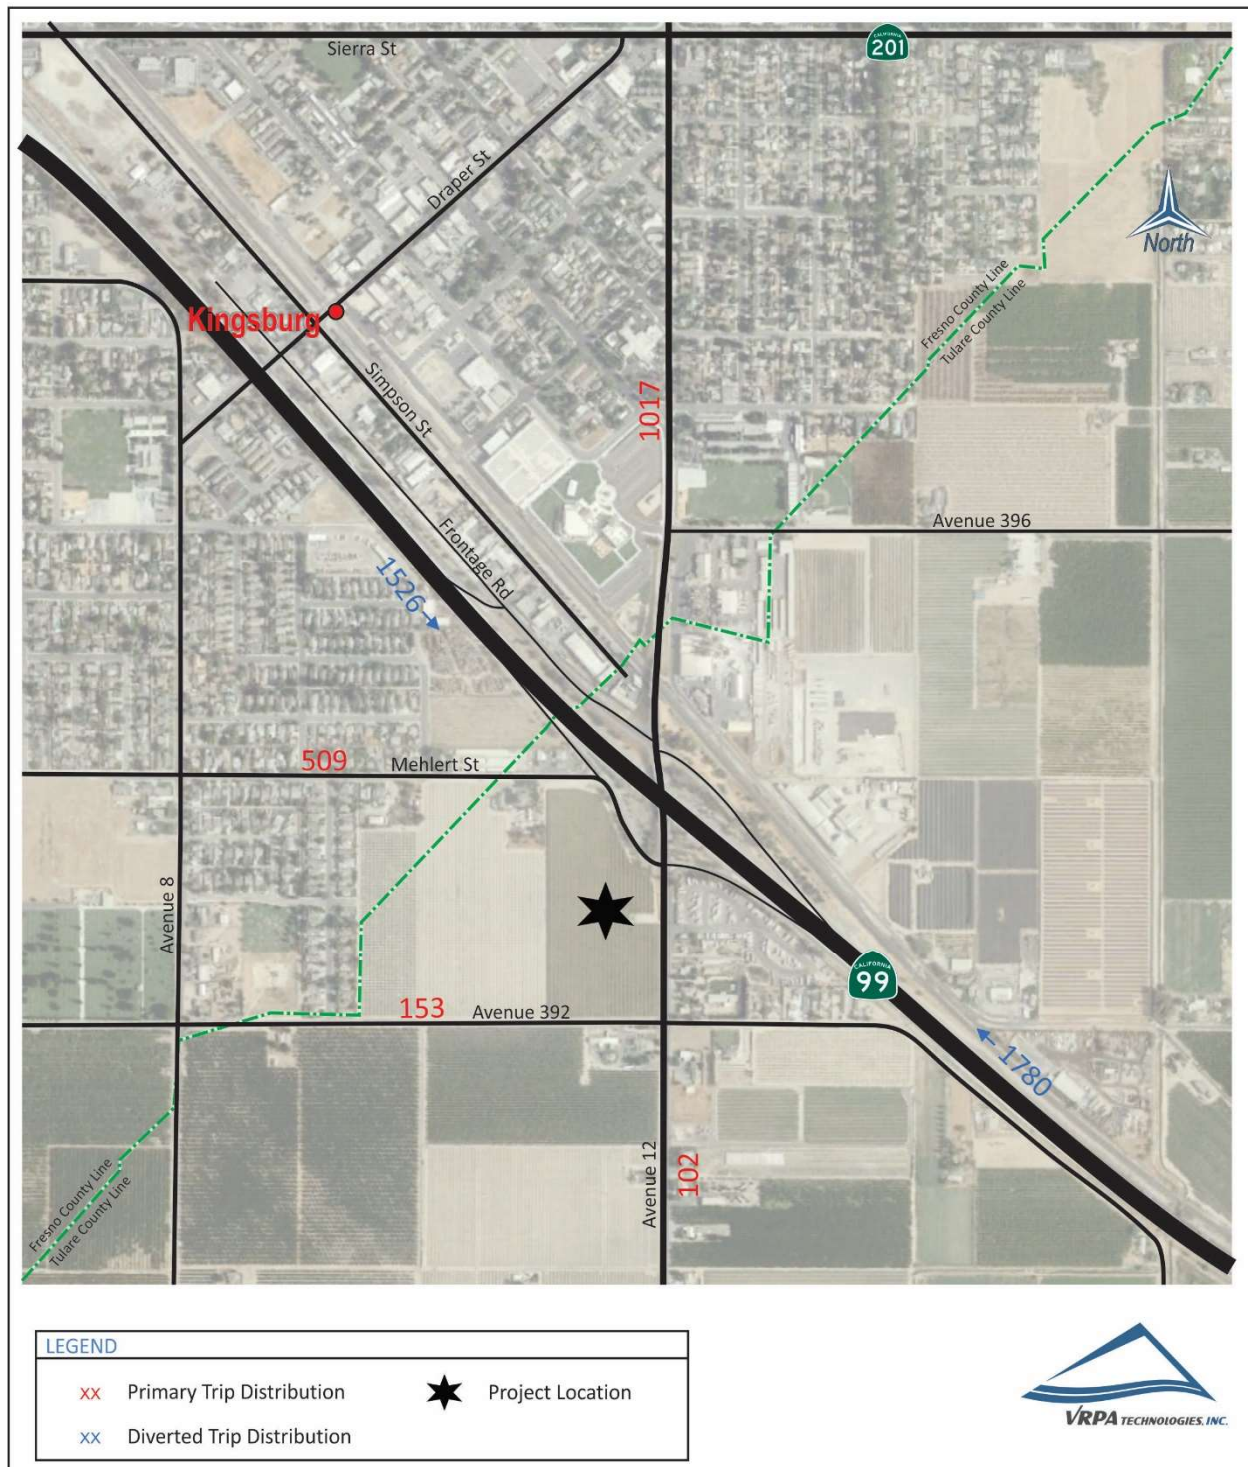 Sierra St
CALIFORNIA
201
Draper St
North
Kingsburg
Fresno County Line
Tulare County Line
Simpson St
1017
Avenue 396
Frontage Rd
1526
509
Mehlert St
Avenue 8
CALIFORNIA
99
153
Avenue 392
1780
Avenue 12
102
Fresno County Line
Tulare County Line
LEGEND
xx Primary Trip Distribution
Project Location
xx Diverted Trip Distribution
VRPA TECHNOLOGIES, INC.